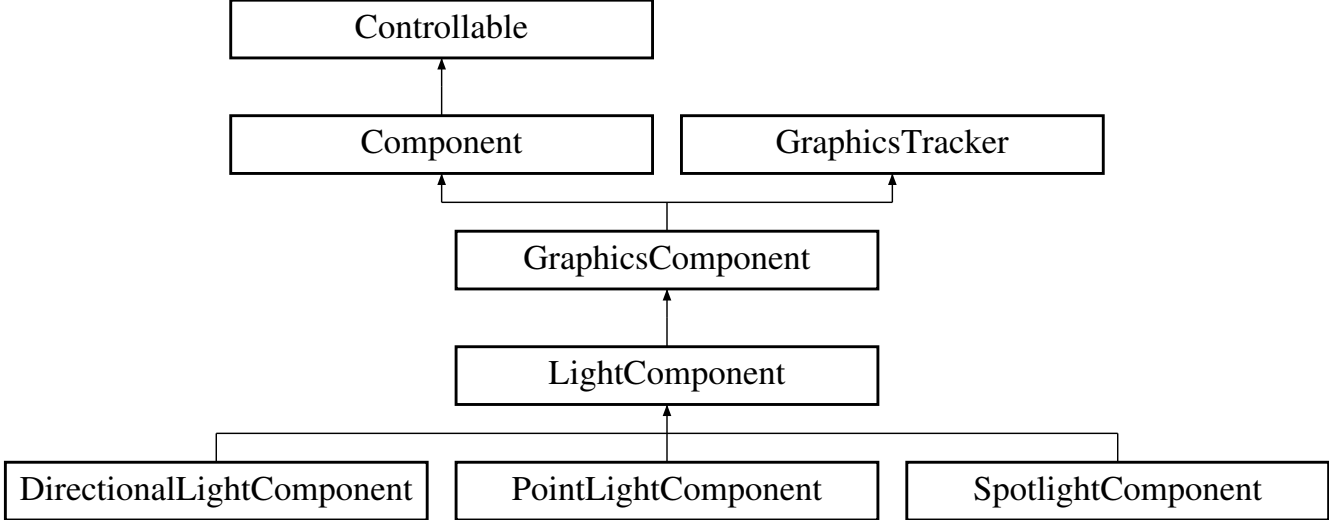 Controllable
Component
GraphicsTracker
GraphicsComponent
LightComponent
DirectionalLightComponent
PointLightComponent
SpotlightComponent